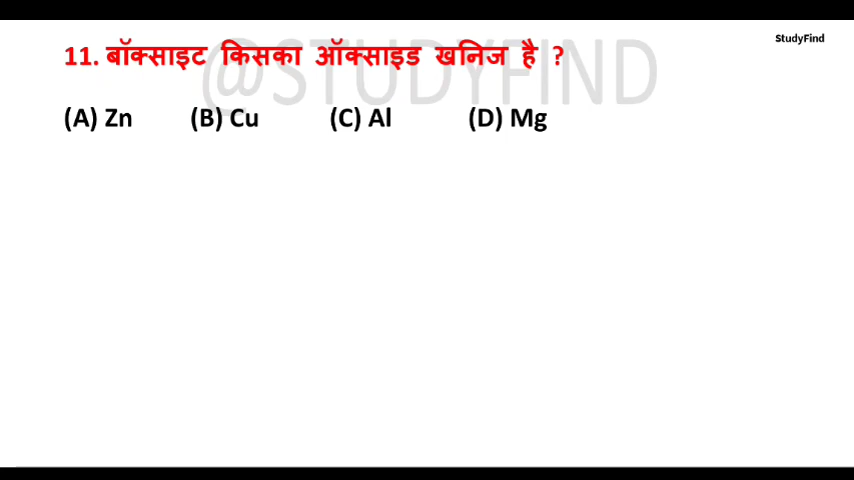 StudyFind
11. बॉक्साइट किसका ऑक्साइड खनिज है ?
@STUDYFIND
(A) Zn (B) Cu (C) Al (D) Mg